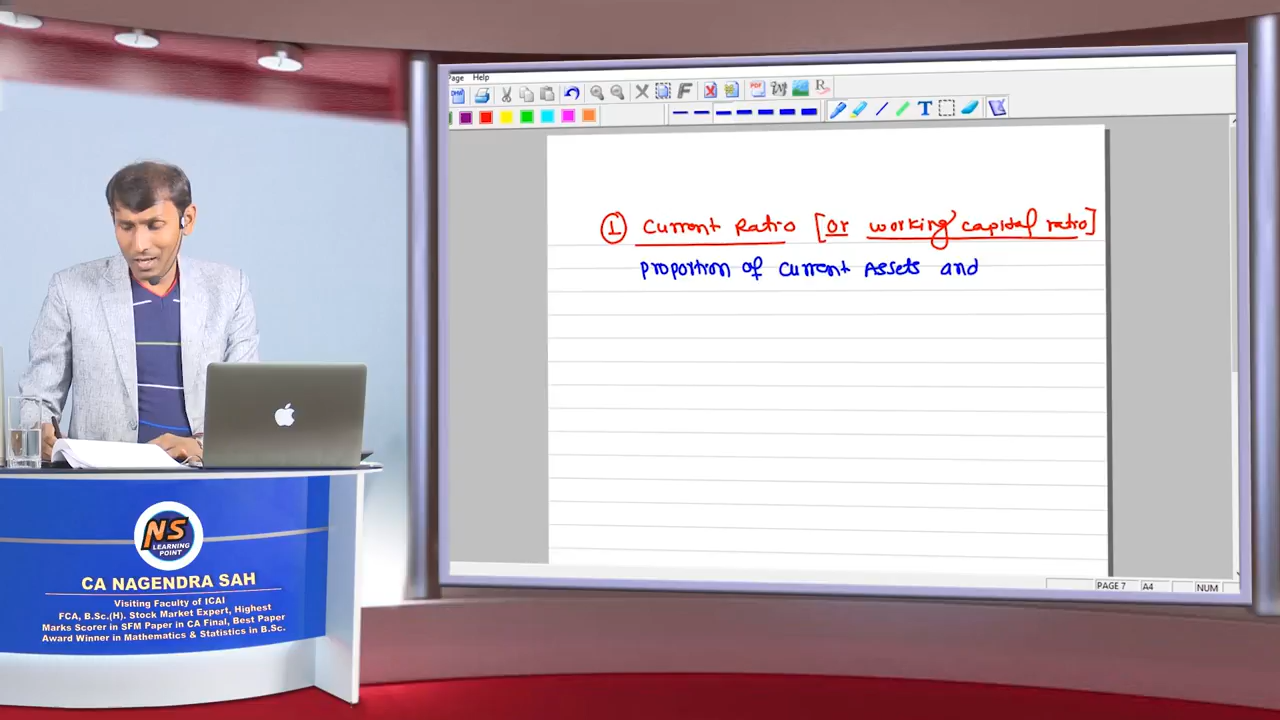 Page Help
① Current Ratio [or working capital ratio]
proportion of current Assets and
PAGE 7 A4 NUM
NS
LEARNING
POINT
CA NAGENDRA SAH
Visiting Faculty of ICAI
FCA, B.Sc.(H). Stock Market Expert, Highest
Marks Scorer in SFM Paper in CA Final, Best Paper
Award Winner in Mathematics & Statistics in B.Sc.